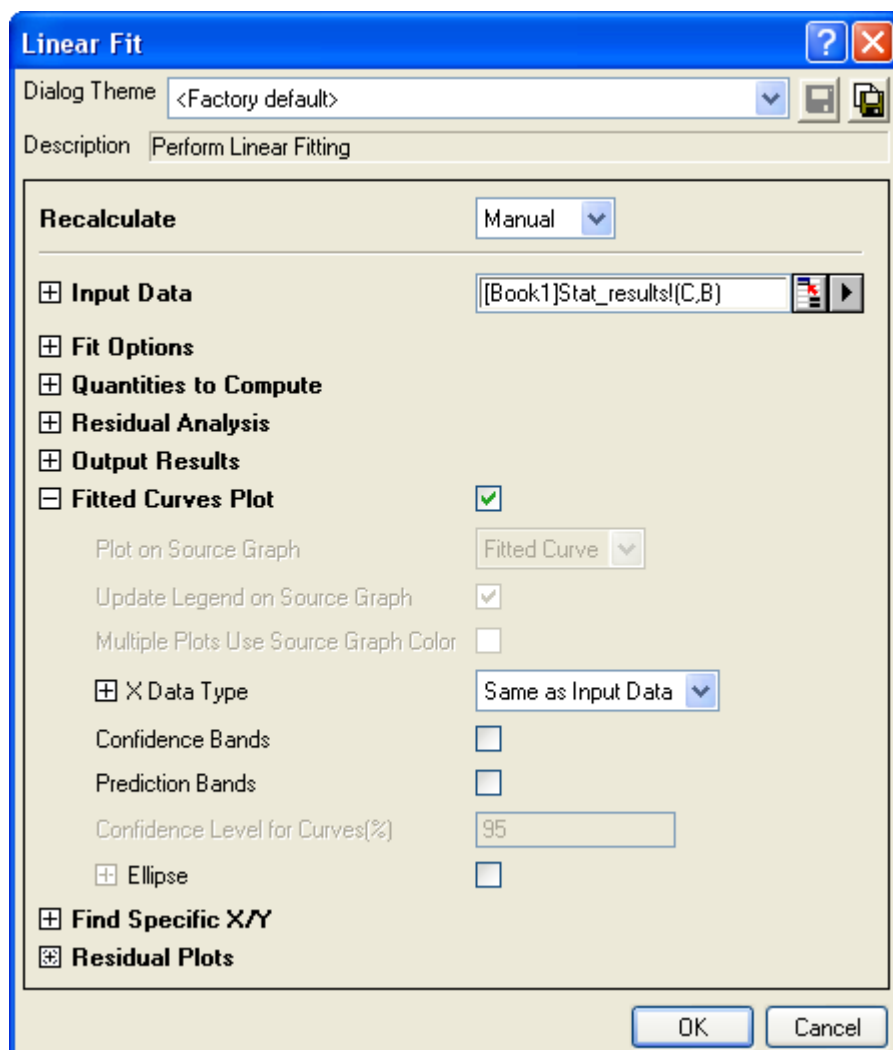 Linear Fit
Dialog Theme <Factory default>
Description Perform Linear Fitting
Recalculate Manual
Input Data [Book1]Stat_results!(C,B)
Fit Options
Quantities to Compute
Residual Analysis
Output Results
Fitted Curves Plot
Plot on Source Graph Fitted Curve
Update Legend on Source Graph
Multiple Plots Use Source Graph Color
X Data Type Same as Input Data
Confidence Bands
Prediction Bands
Confidence Level for Curves(%) 95
Ellipse
Find Specific X/Y
Residual Plots
OK Cancel